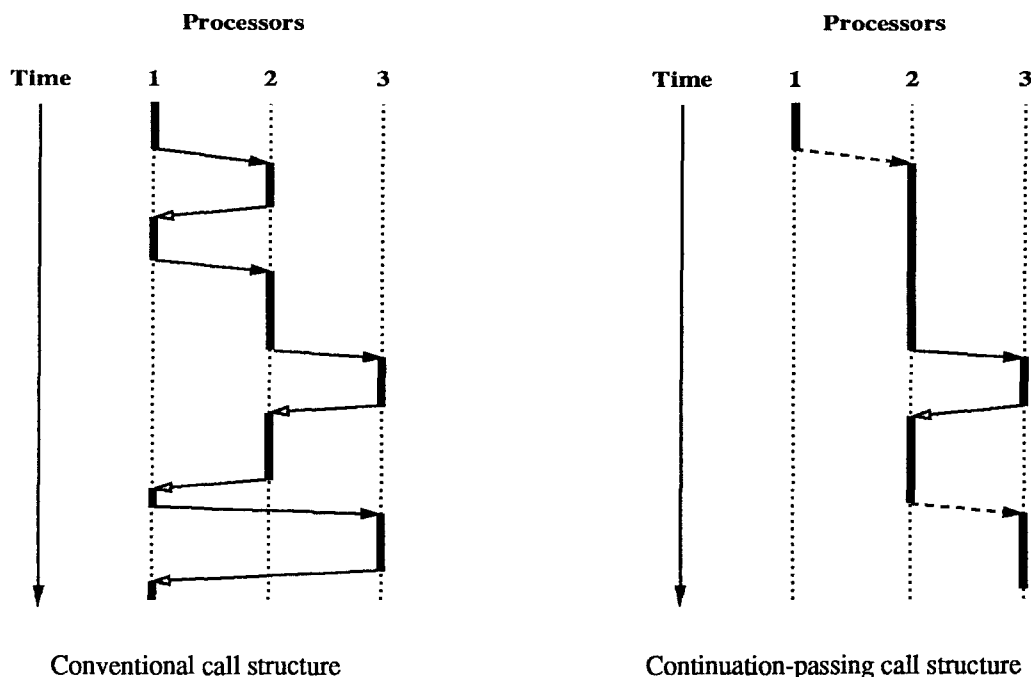 Processors
Time 1 2 3
Conventional call structure
Processors
Time 1 2 3
Continuation-passing call structure